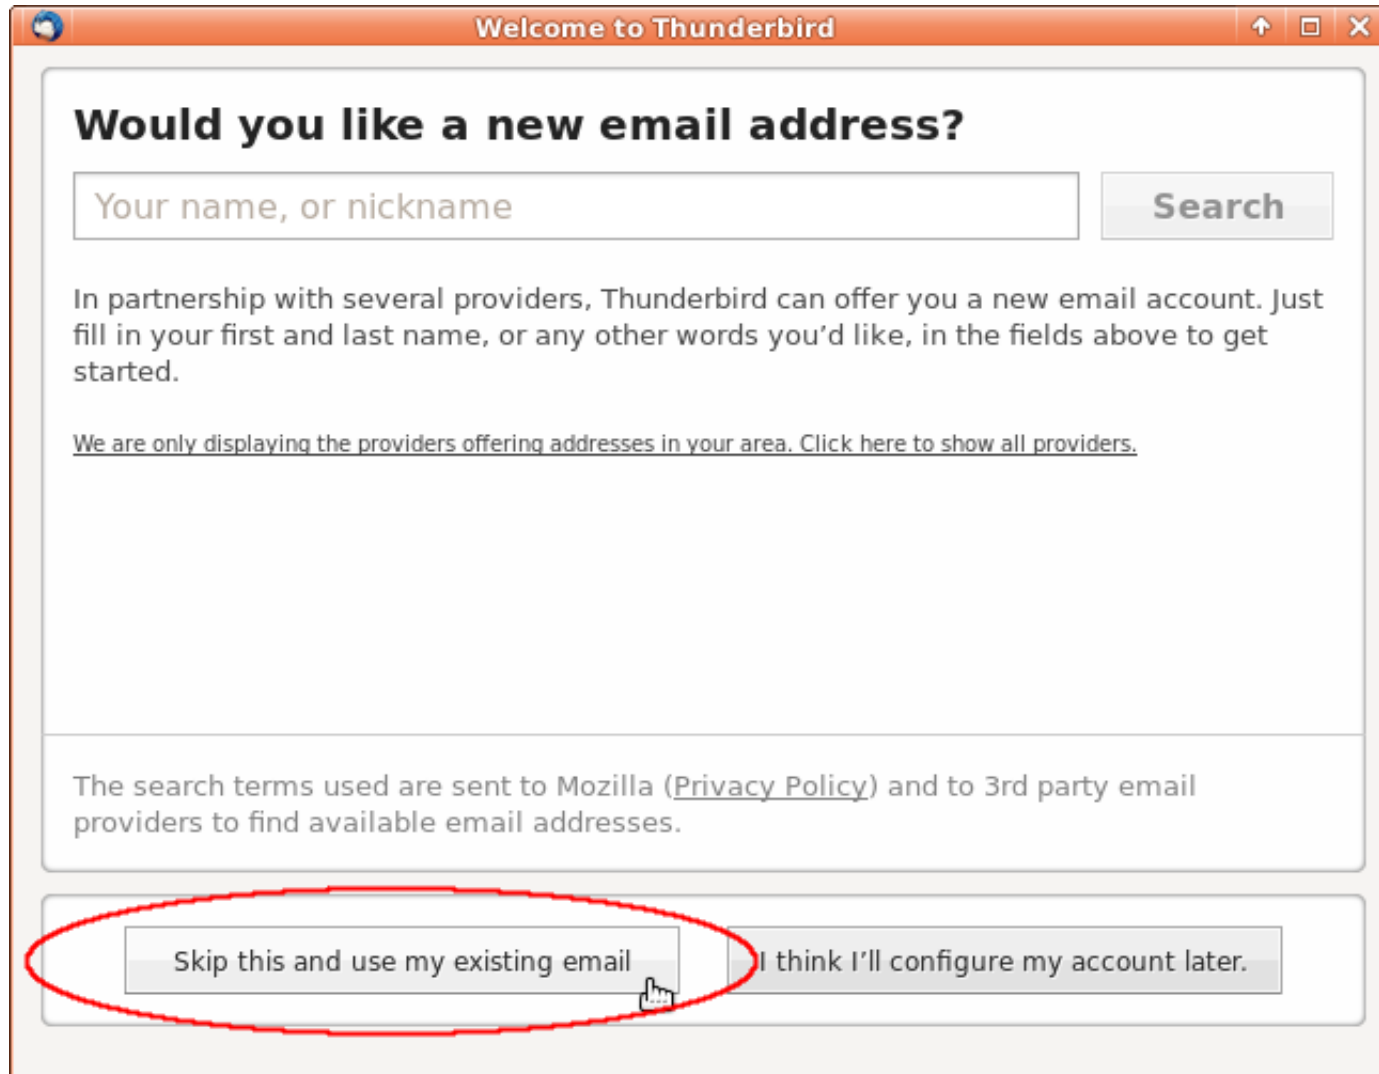 Welcome to Thunderbird
Would you like a new email address?
Your name, or nickname
Search
In partnership with several providers, Thunderbird can offer you a new email account. Just
fill in your first and last name, or any other words you’d like, in the fields above to get
started.
We are only displaying the providers offering addresses in your area. Click here to show all providers.
The search terms used are sent to Mozilla (Privacy Policy) and to 3rd party email
providers to find available email addresses.
Skip this and use my existing email
I think I’ll configure my account later.